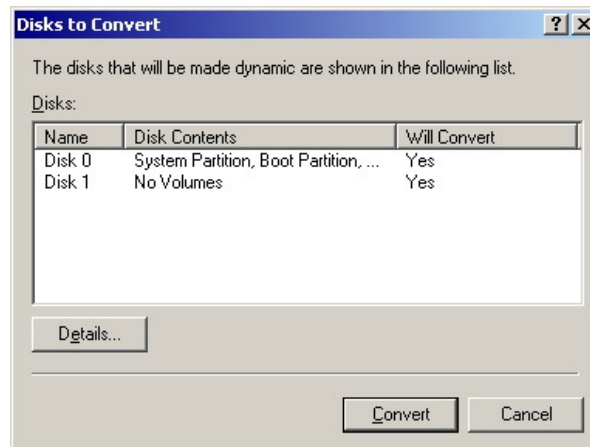 Disks to Convert
The disks that will be made dynamic are shown in the following list.
Disks:
Name Disk Contents Will Convert
Disk 0 System Partition, Boot Partition, ... Yes
Disk 1 No Volumes Yes
Details...
Convert Cancel